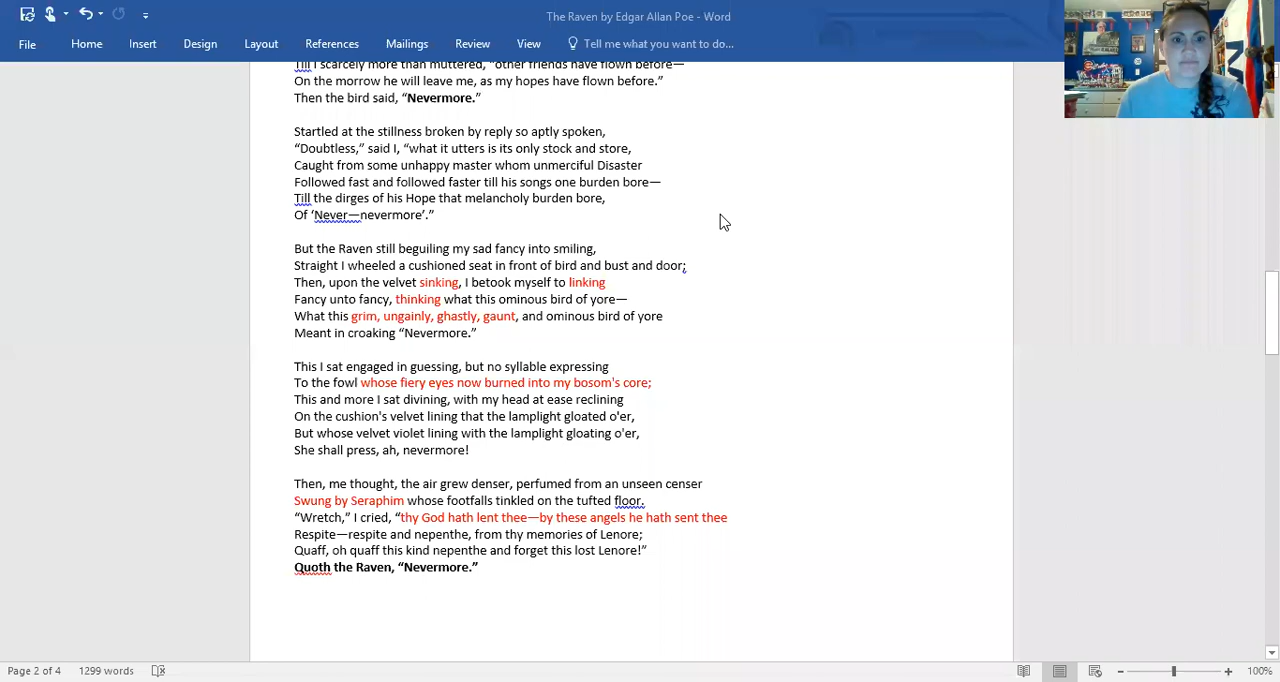 The Raven by Edgar Allan Poe - Word
File Home Insert Design Layout References Mailings Review View Tell me what you want to do...
Till I scarcely more than muttered, “other friends have flown before—
On the morrow he will leave me, as my hopes have flown before.”
Then the bird said, “Nevermore.”
Startled at the stillness broken by reply so aptly spoken,
“Doubtless,” said I, “what it utters is its only stock and store,
Caught from some unhappy master whom unmerciful Disaster
Followed fast and followed faster till his songs one burden bore—
Till the dirges of his Hope that melancholy burden bore,
Of ‘Never—nevermore’.”
But the Raven still beguiling my sad fancy into smiling,
Straight I wheeled a cushioned seat in front of bird and bust and door;
Then, upon the velvet sinking, I betook myself to linking
Fancy unto fancy, thinking what this ominous bird of yore—
What this grim, ungainly, ghastly, gaunt, and ominous bird of yore
Meant in croaking “Nevermore.”
This I sat engaged in guessing, but no syllable expressing
To the fowl whose fiery eyes now burned into my bosom's core;
This and more I sat divining, with my head at ease reclining
On the cushion's velvet lining that the lamplight gloated o'er,
But whose velvet violet lining with the lamplight gloating o'er,
She shall press, ah, nevermore!
Then, me thought, the air grew denser, perfumed from an unseen censer
Swung by Seraphim whose footfalls tinkled on the tufted floor.
“Wretch,” I cried, “thy God hath lent thee—by these angels he hath sent thee
Respite—respite and nepenthe, from thy memories of Lenore;
Quaff, oh quaff this kind nepenthe and forget this lost Lenore!”
Quoth the Raven, “Nevermore.”
Page 2 of 4 1299 words 100%